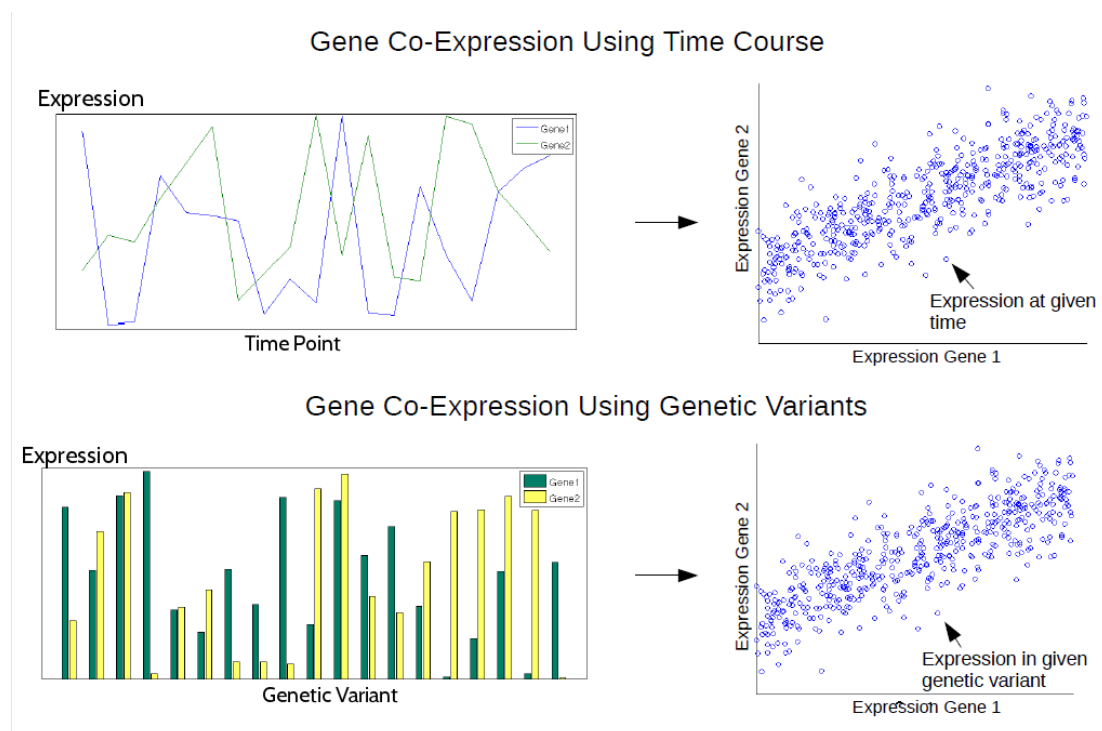 Gene Co-Expression Using Time Course
Expression
Gene1
Gene2
Time Point
Expression Gene 2
Expression at given
time
Expression Gene 1
Gene Co-Expression Using Genetic Variants
Expression
Gene1
Gene2
Genetic Variant
Expression Gene 2
Expression in given
genetic variant
Expression Gene 1